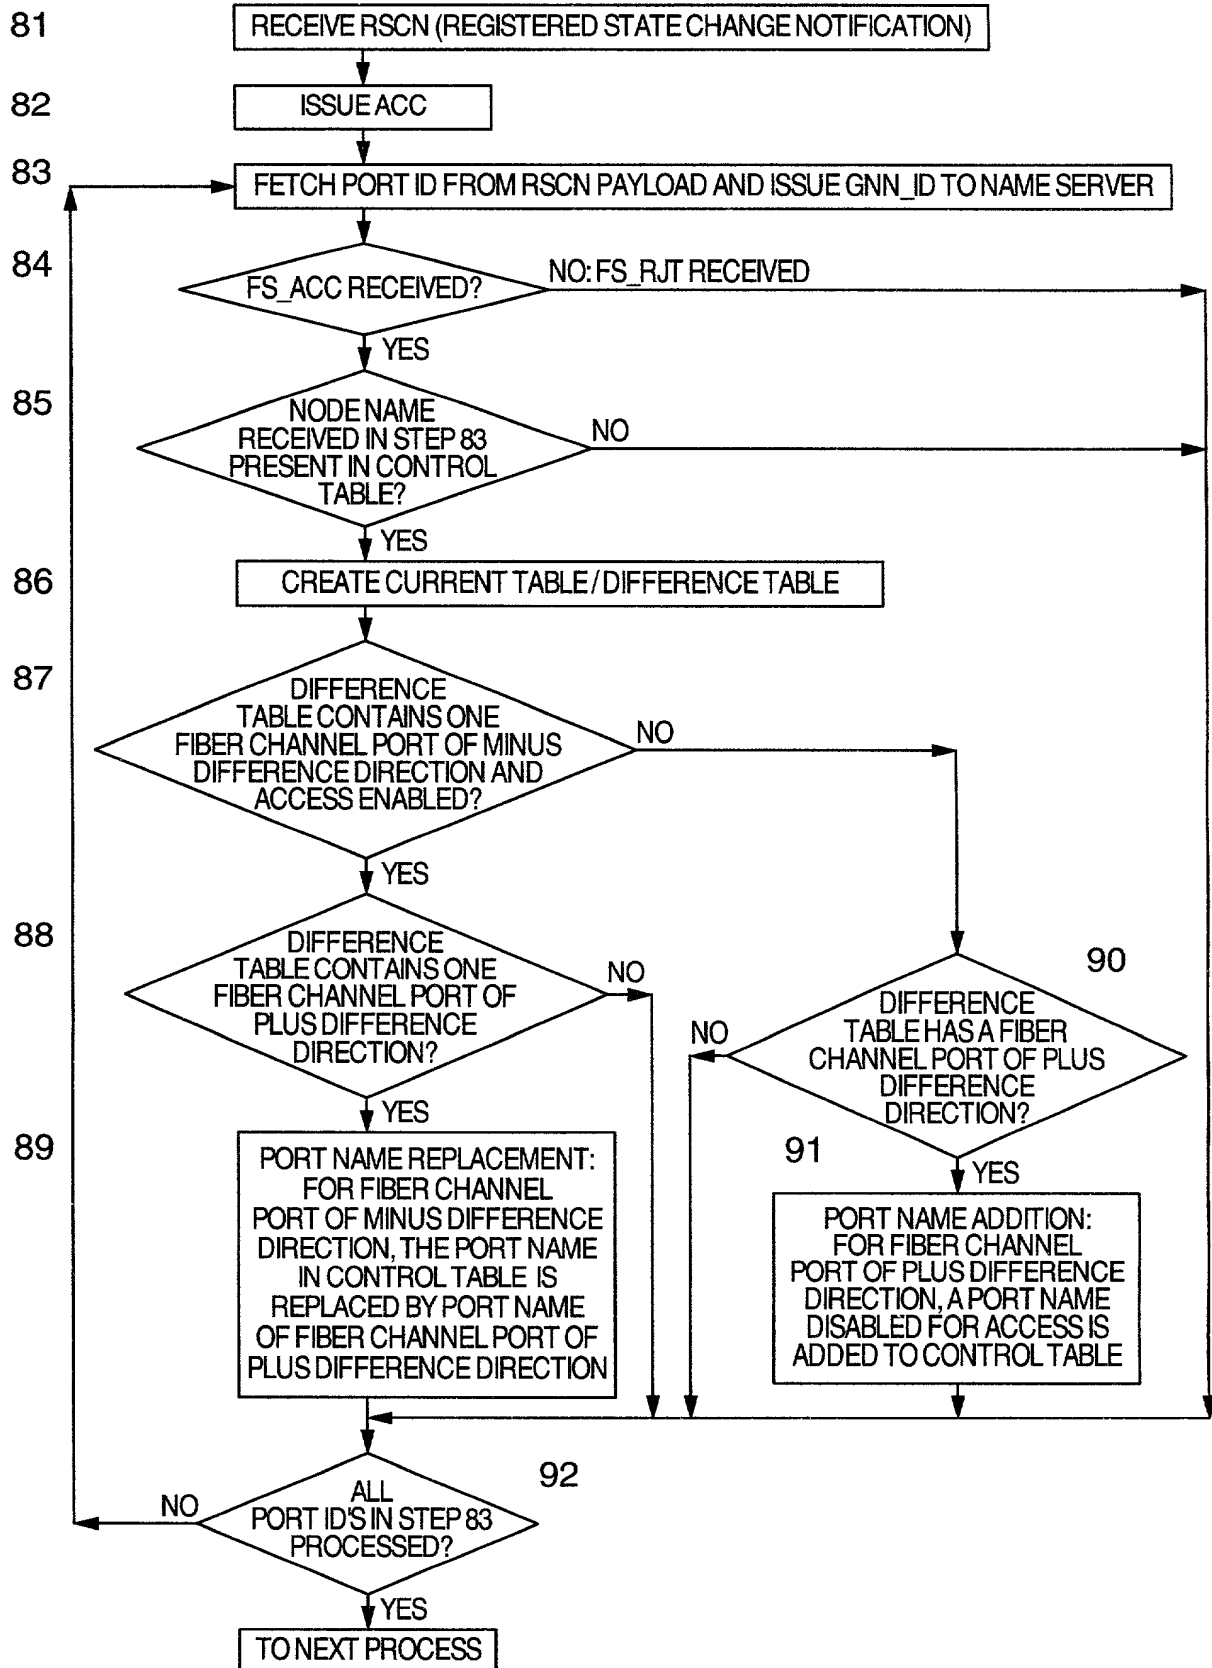 81
RECEIVE RSCN (REGISTERED STATE CHANGE NOTIFICATION)
82
ISSUE ACC
83
FETCH PORT ID FROM RSCN PAYLOAD AND ISSUE GNN_ID TO NAME SERVER
84
FS_ACC RECEIVED?
NO: FS_RJT RECEIVED
YES
85
NODE NAME
RECEIVED IN STEP 83
PRESENT IN CONTROL
TABLE?
NO
YES
86
CREATE CURRENT TABLE / DIFFERENCE TABLE
87
DIFFERENCE
TABLE CONTAINS ONE
FIBER CHANNEL PORT OF MINUS
DIFFERENCE DIRECTION AND
ACCESS ENABLED?
NO
YES
88
DIFFERENCE
TABLE CONTAINS ONE
FIBER CHANNEL PORT OF
PLUS DIFFERENCE
DIRECTION?
NO
YES
90
DIFFERENCE
TABLE HAS A FIBER
CHANNEL PORT OF PLUS
DIFFERENCE
DIRECTION?
NO
YES
89
PORT NAME REPLACEMENT:
FOR FIBER CHANNEL
PORT OF MINUS DIFFERENCE
DIRECTION, THE PORT NAME
IN CONTROL TABLE IS
REPLACED BY PORT NAME
OF FIBER CHANNEL PORT OF
PLUS DIFFERENCE DIRECTION
91
PORT NAME ADDITION:
FOR FIBER CHANNEL
PORT OF PLUS DIFFERENCE
DIRECTION, A PORT NAME
DISABLED FOR ACCESS IS
ADDED TO CONTROL TABLE
92
ALL
PORT ID'S IN STEP 83
PROCESSED?
NO
YES
TO NEXT PROCESS